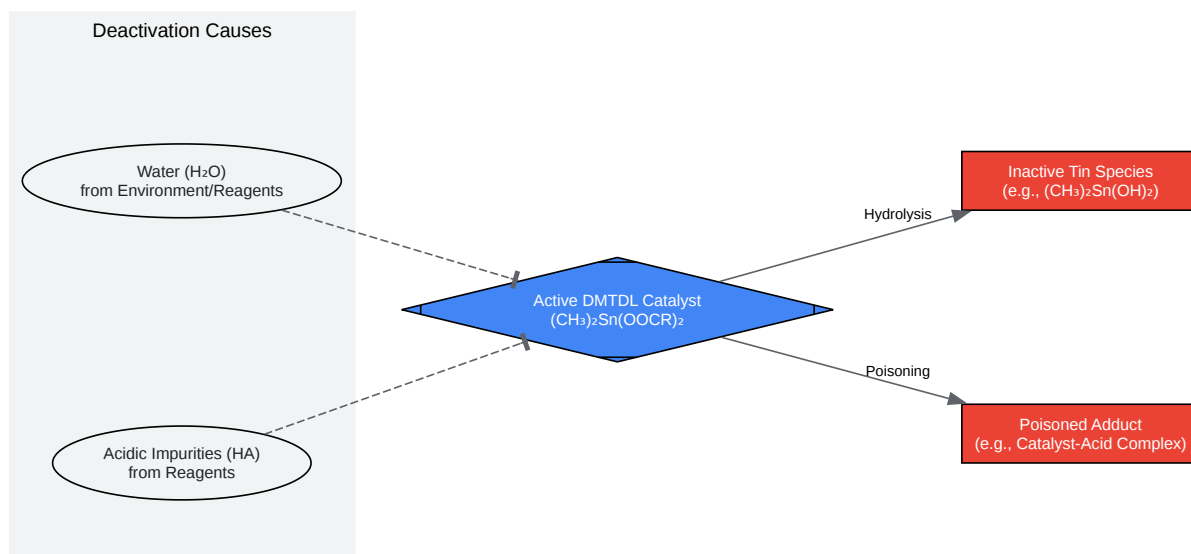 Deactivation Causes
Water (H₂O)
from Environment/Reagents
Inactive Tin Species
(e.g., (CH₃)₂Sn(OH)₂)
Hydrolysis
Active DMTDL Catalyst
(CH₃)₂Sn(OOCR)₂
Poisoning
Acidic Impurities (HA)
from Reagents
Poisoned Adduct
(e.g., Catalyst-Acid Complex)